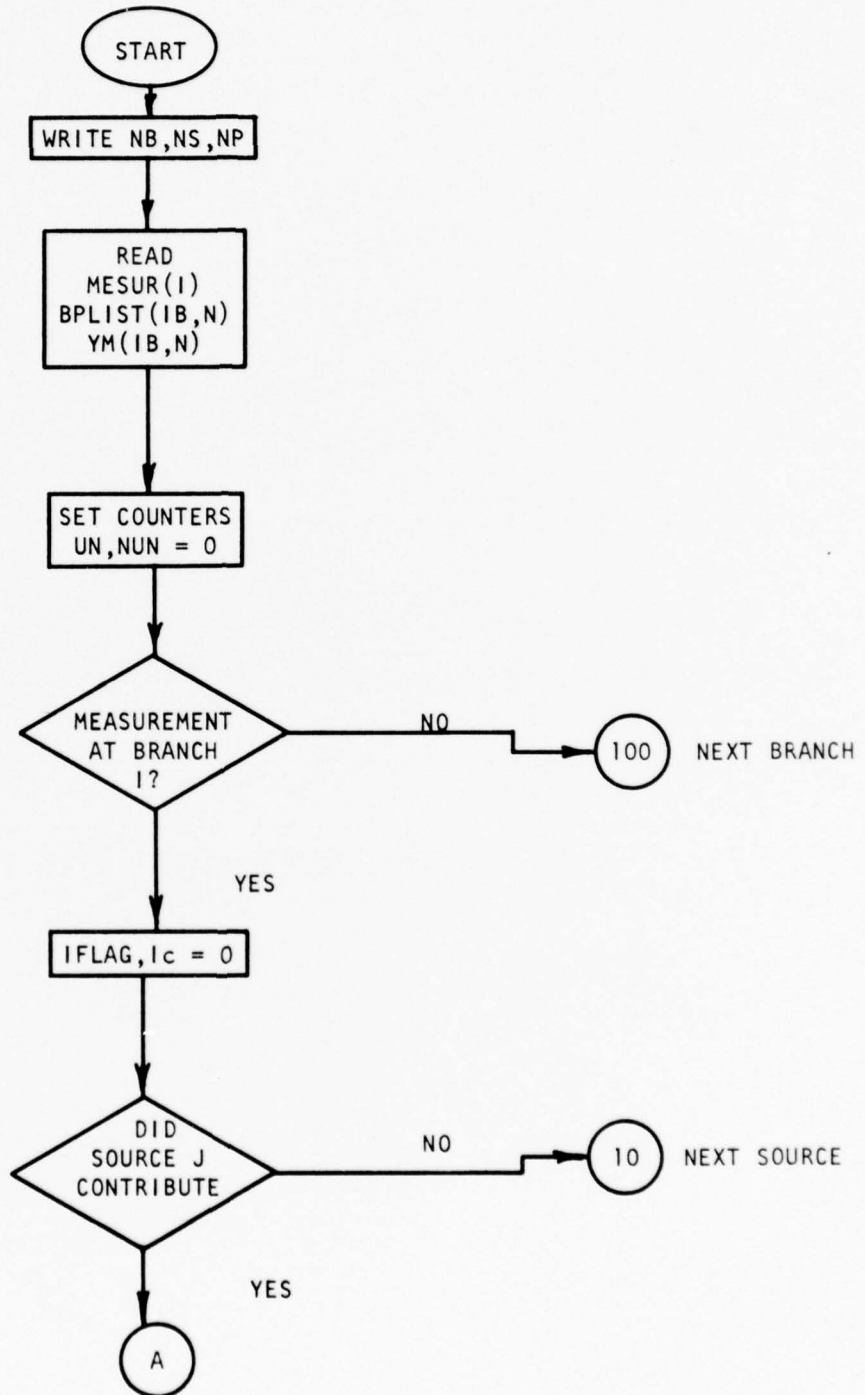 START
WRITE NB,NS,NP
READ
MESUR(I)
BPLIST(IB,N)
YM(IB,N)
SET COUNTERS
UN,NUN = 0
MEASUREMENT
AT BRANCH
I?
NO
100
NEXT BRANCH
YES
IFLAG,Ic = 0
DID
SOURCE J
CONTRIBUTE
NO
10
NEXT SOURCE
YES
A